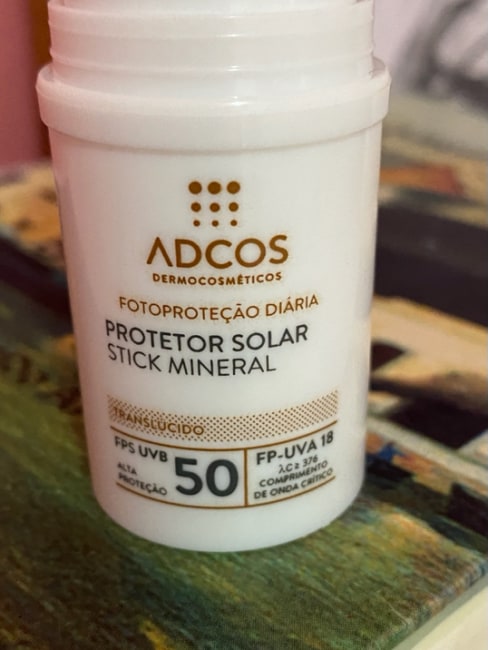 ADCOS
DERMOCOSMÉTICOS
FOTOPROTEÇÃO DIÁRIA
PROTETOR SOLAR
STICK MINERAL
TRANSLÚCIDO
FPS UVB
ALTA
PROTEÇÃO
50
FP-UVA 18
λC ≥ 376
COMPRIMENTO
DE ONDA CRÍTICO